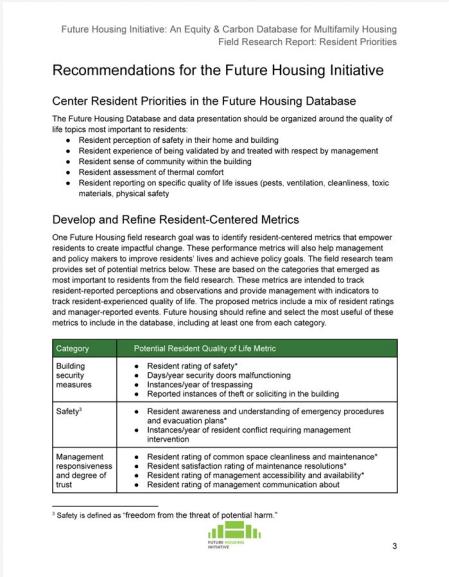 Future Housing Initiative: An Equity & Carbon Database for Multifamily Housing
Field Research Report: Resident Priorities
Recommendations for the Future Housing Initiative
Center Resident Priorities in the Future Housing Database
The Future Housing Database and data presentation should be organized around the quality of
life topics most important to residents:
● Resident perception of safety in their home and building
● Resident experience of being validated by and treated with respect by management
● Resident sense of community within the building
● Resident assessment of thermal comfort
● Resident reporting on specific quality of life issues (pests, ventilation, cleanliness, toxic
materials, physical safety
Develop and Refine Resident-Centered Metrics
One Future Housing field research goal was to identify resident-centered metrics that empower
residents to create impactful change. These performance metrics will also help management
and policy makers to improve residents' lives and achieve policy goals. The field research team
provides set of potential metrics below. These are based on the categories that emerged as
most important to residents from the field research. These metrics are intended to track
resident-reported perceptions and observations and provide management with indicators to
track resident-experienced quality of life. The proposed metrics include a mix of resident ratings
and manager-reported events. Future housing should refine and select the most useful of these
metrics to include in the database, including at least one from each category.
Category Potential Resident Quality of Life Metric
Building
security
measures
● Resident rating of safety*
● Days/year security doors malfunctioning
● Instances/year of trespassing
● Reported instances of theft or soliciting in the building
Safety³
● Resident awareness and understanding of emergency procedures
and evacuation plans*
● Instances/year of resident conflict requiring management
intervention
Management
responsiveness
and degree of
trust
● Resident rating of common space cleanliness and maintenance*
● Resident satisfaction rating of maintenance resolutions*
● Resident rating of management accessibility and availability*
● Resident rating of management communication about
³ Safety is defined as "freedom from the threat of potential harm."
FUTURE HOUSING
INITIATIVE
3